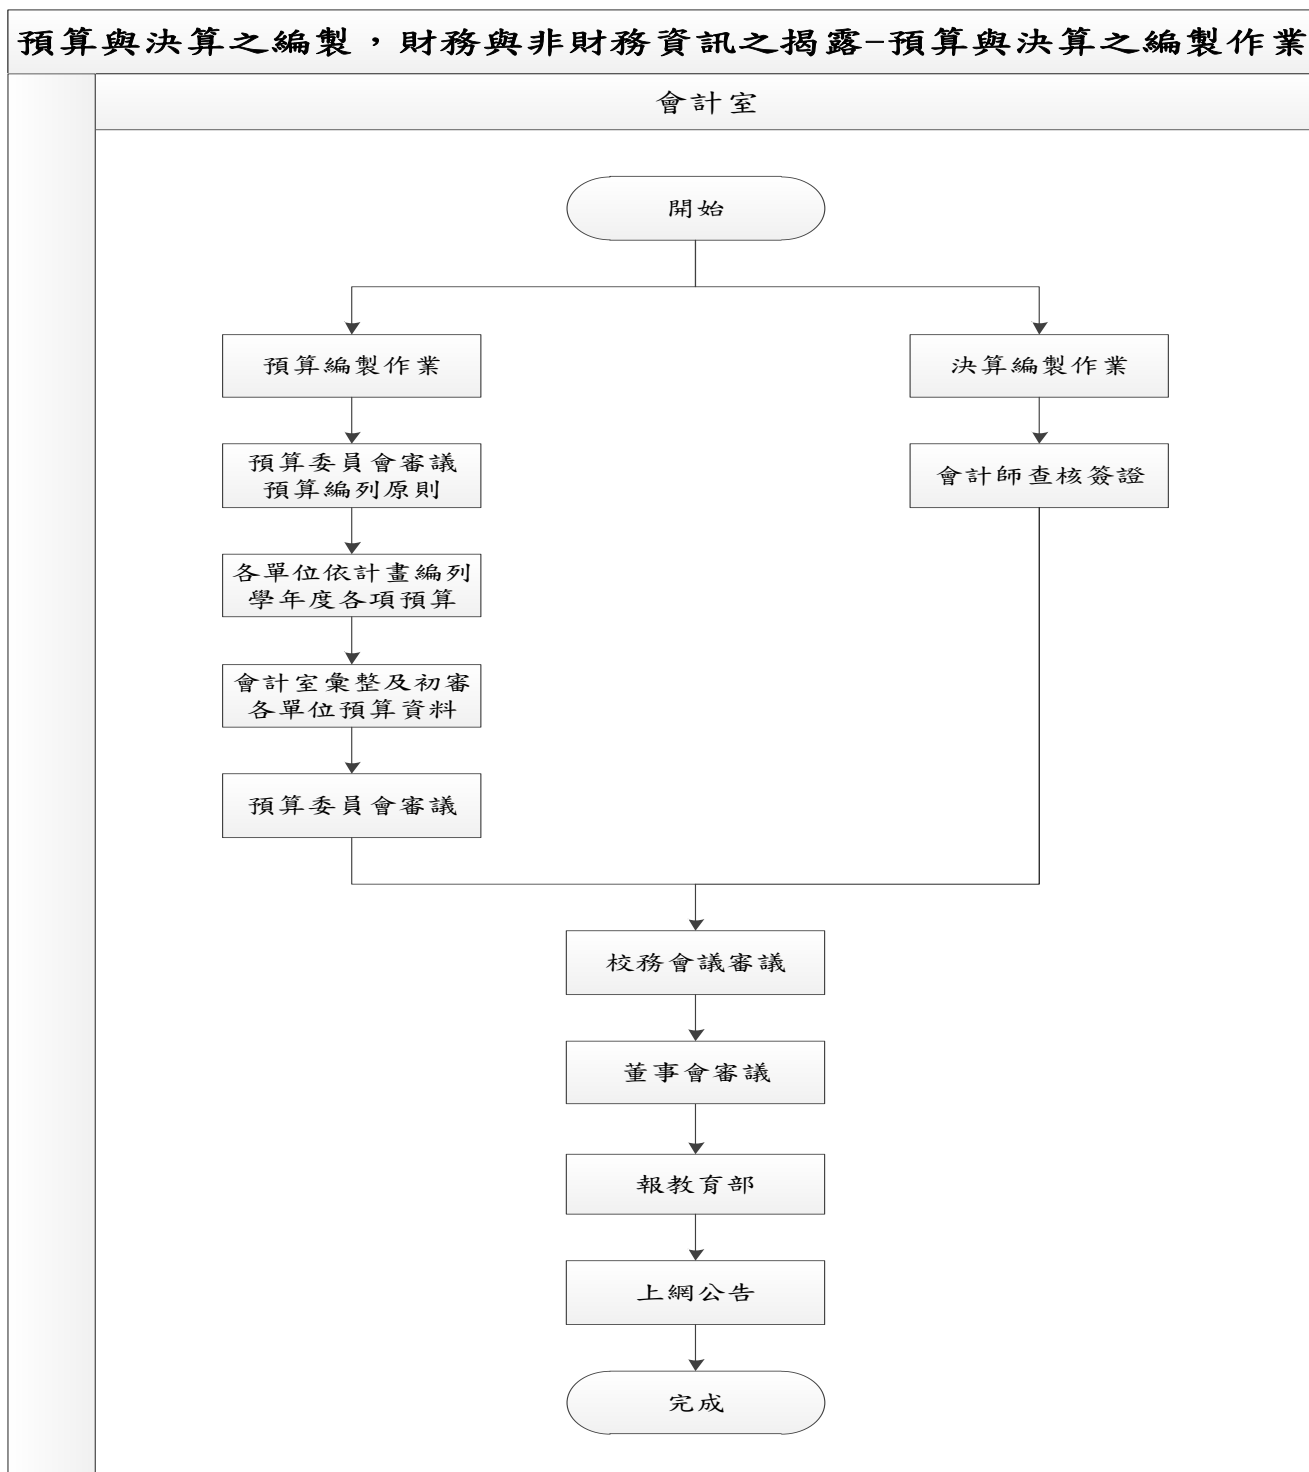 預算與決算之編製，財務與非財務資訊之揭露-預算與決算之編製作業
會計室
開始
預算編製作業
預算委員會審議
預算編列原則
各單位依計畫編列
學年度各項預算
會計室彙整及初審
各單位預算資料
預算委員會審議
決算編製作業
會計師查核簽證
校務會議審議
董事會審議
報教育部
上網公告
完成